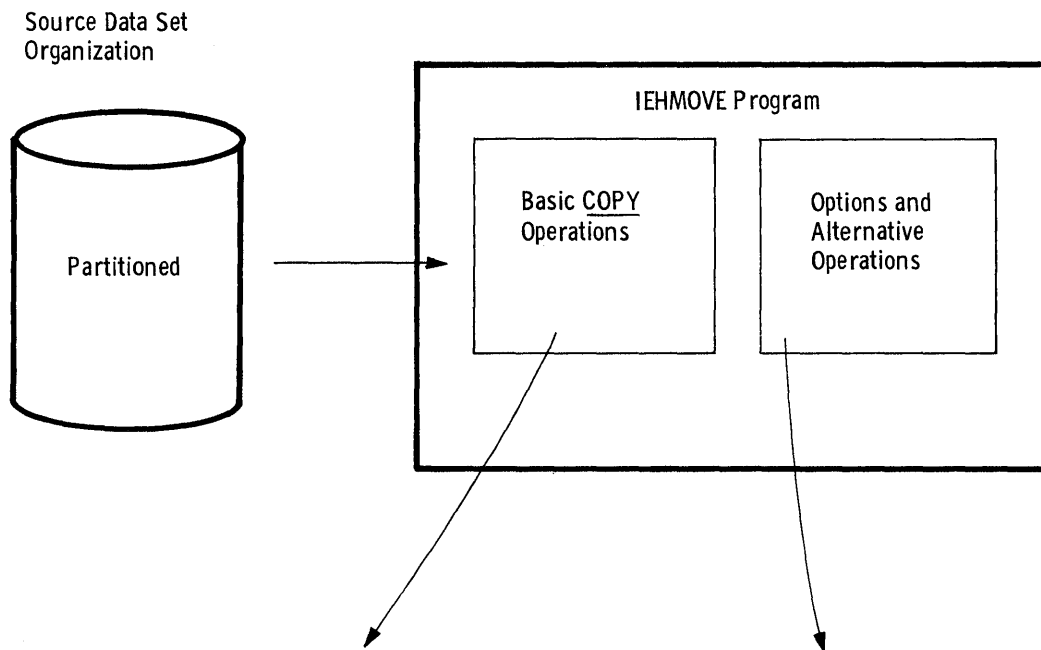 Source Data Set
Organization
Partitioned
IEHMOVE Program
Basic COPY
Operations
Options and
Alternative
Operations